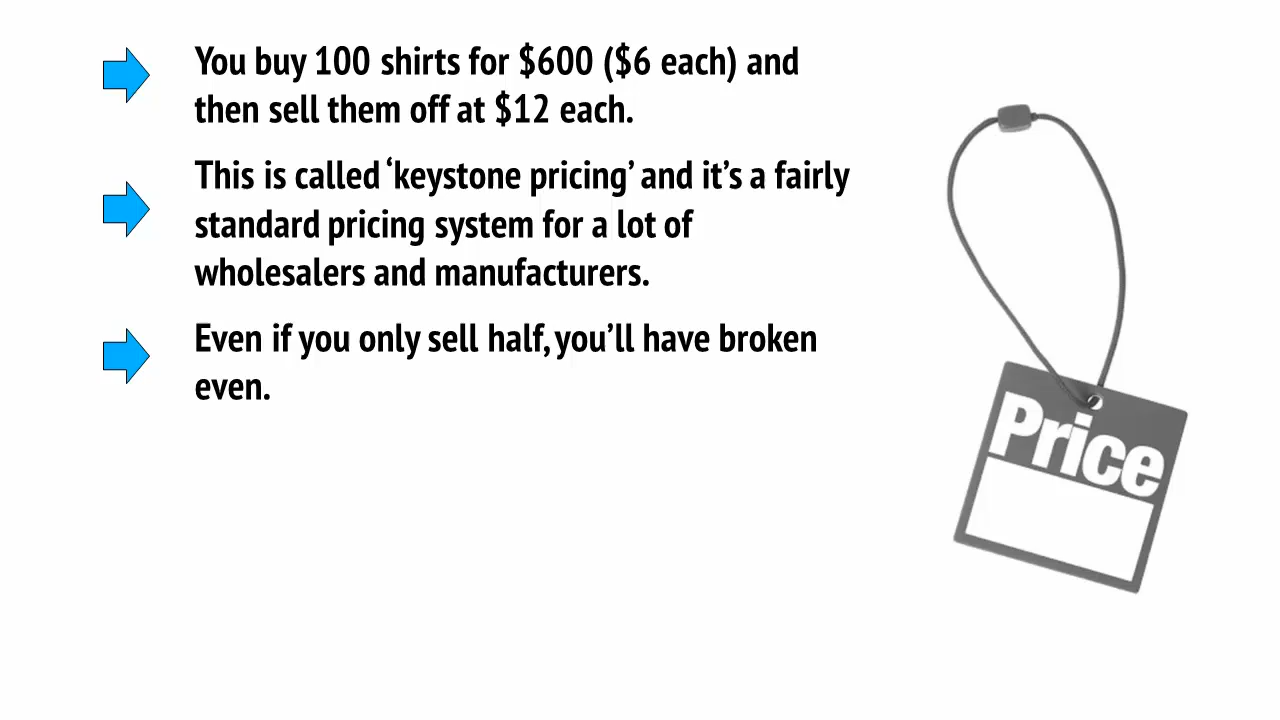 You buy 100 shirts for $600 ($6 each) and
then sell them off at $12 each.
This is called ‘keystone pricing’ and it’s a fairly
standard pricing system for a lot of
wholesalers and manufacturers.
Even if you only sell half, you’ll have broken
even.
Price